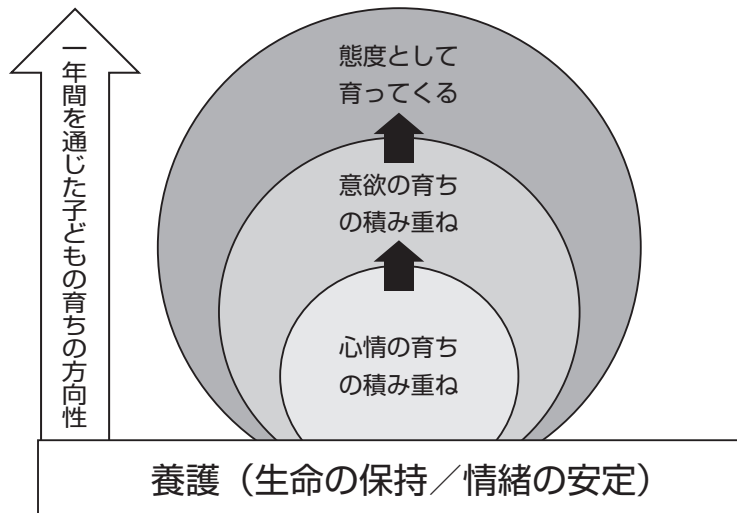 一年間を通じた子どもの育ちの方向性
態度として
育ってくる
意欲の育ち
の積み重ね
心情の育ち
の積み重ね
養護（生命の保持／情緒の安定）